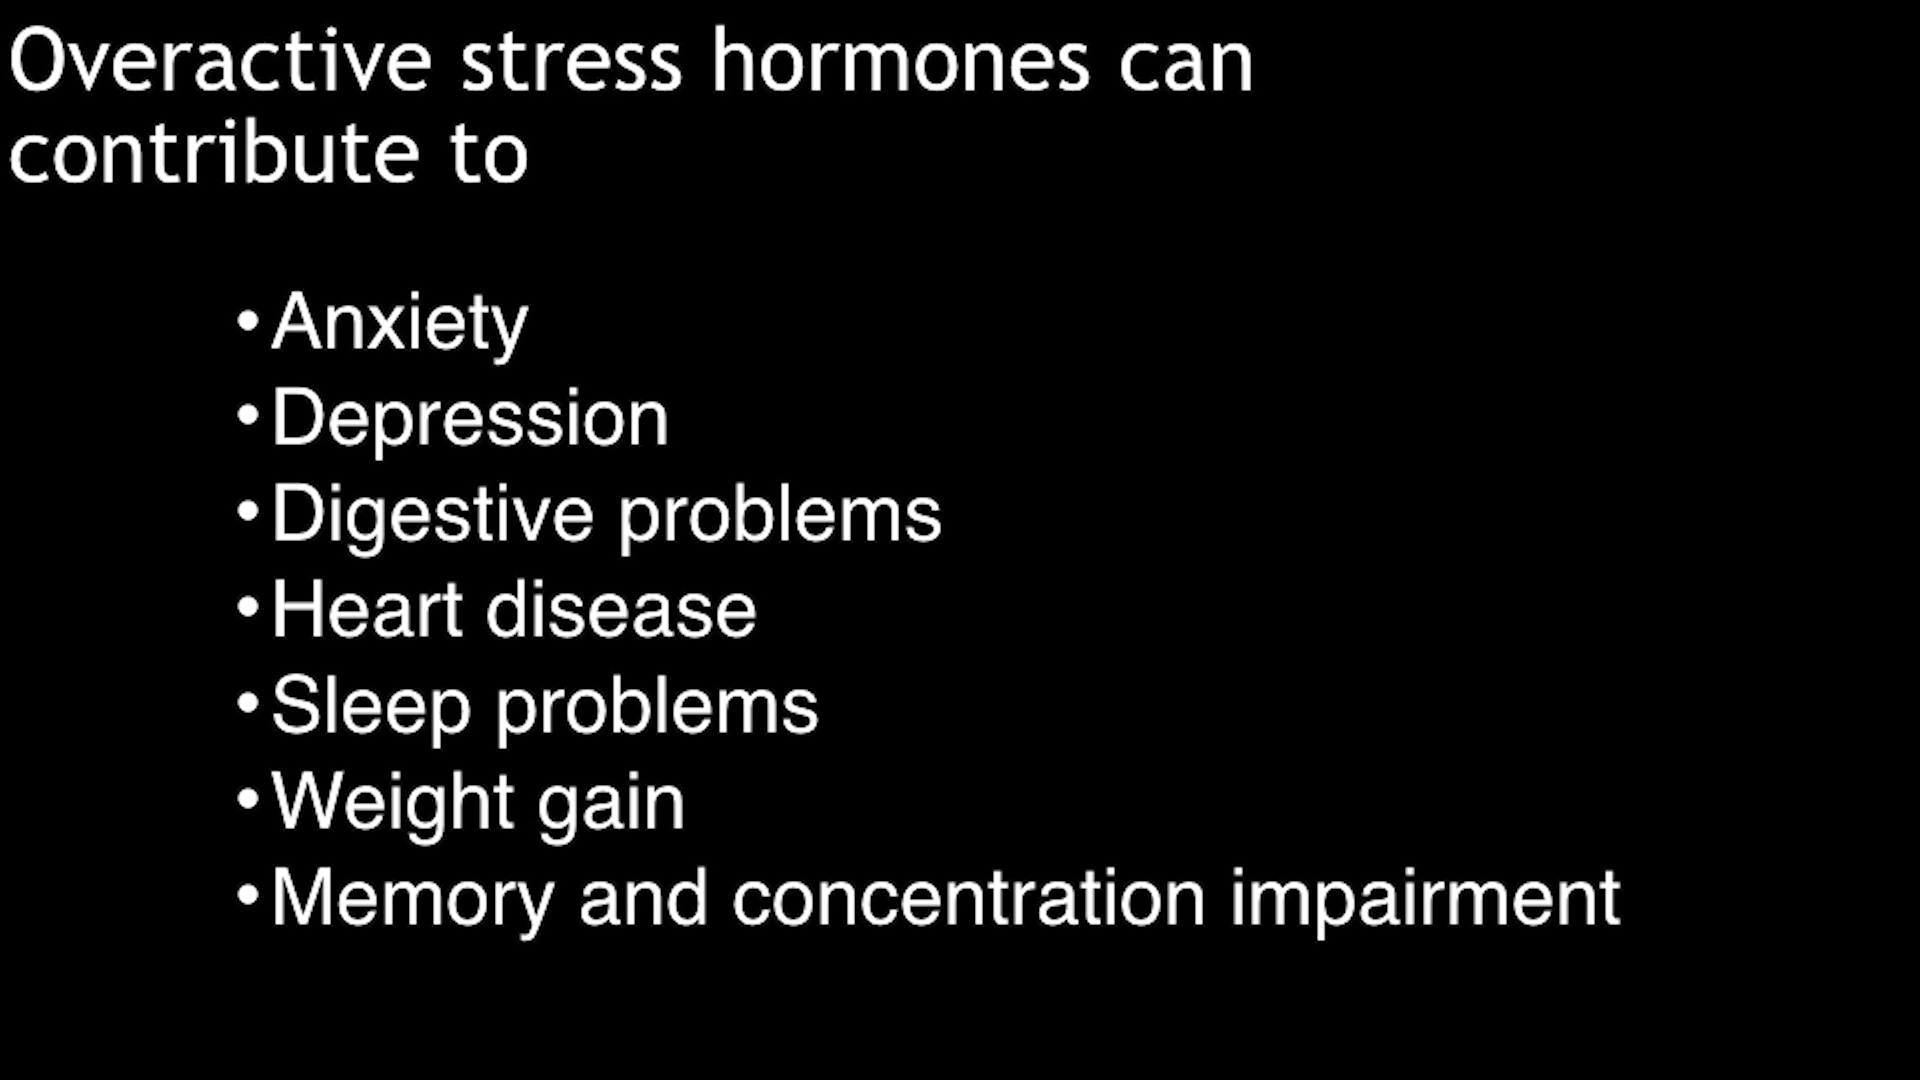 Overactive stress hormones can
contribute to
•Anxiety
•Depression
•Digestive problems
•Heart disease
•Sleep problems
•Weight gain
•Memory and concentration impairment